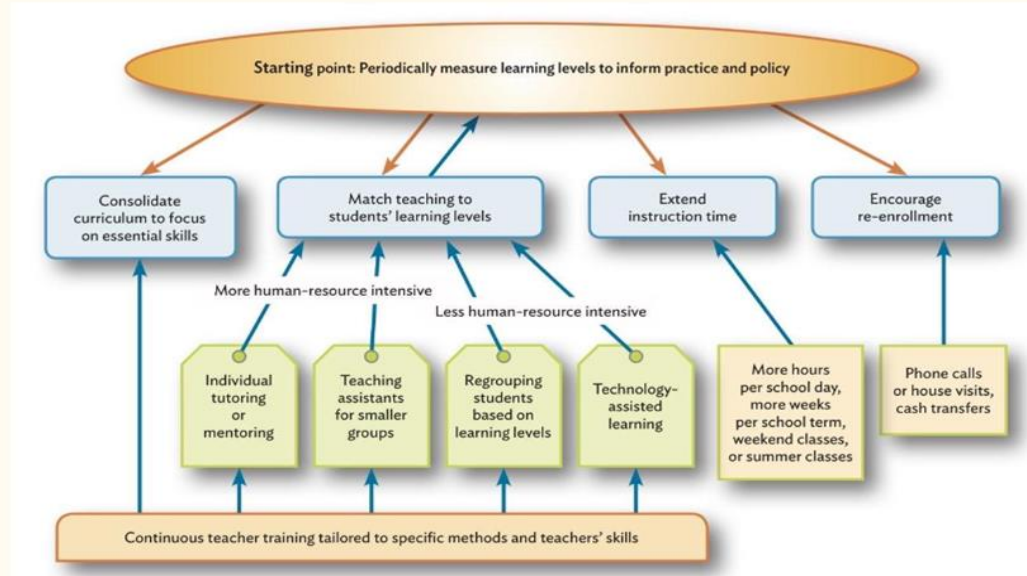 Starting point: Periodically measure learning levels to inform practice and policy
Consolidate
curriculum to focus
on essential skills
Match teaching to
students' learning levels
Extend
instruction time
Encourage
re-enrollment
More human-resource intensive
Less human-resource intensive
Individual
tutoring
or
mentoring
Teaching
assistants
for smaller
groups
Regrouping
students
based on
learning levels
Technology-
assisted
learning
More hours
per school day,
more weeks
per school term,
weekend classes,
or summer classes
Phone calls
or house visits,
cash transfers
Continuous teacher training tailored to specific methods and teachers' skills